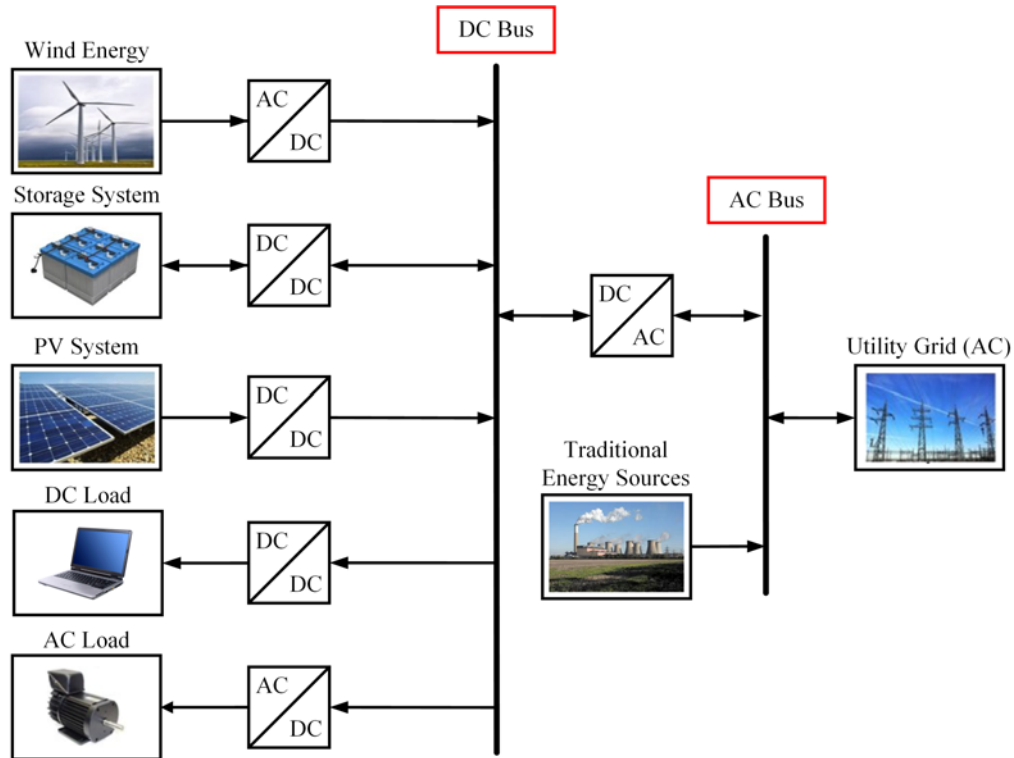 DC Bus
Wind Energy
AC
DC
Storage System
DC
DC
AC Bus
DC
AC
PV System
DC
DC
Utility Grid (AC)
Traditional
Energy Sources
DC Load
DC
DC
AC Load
AC
DC